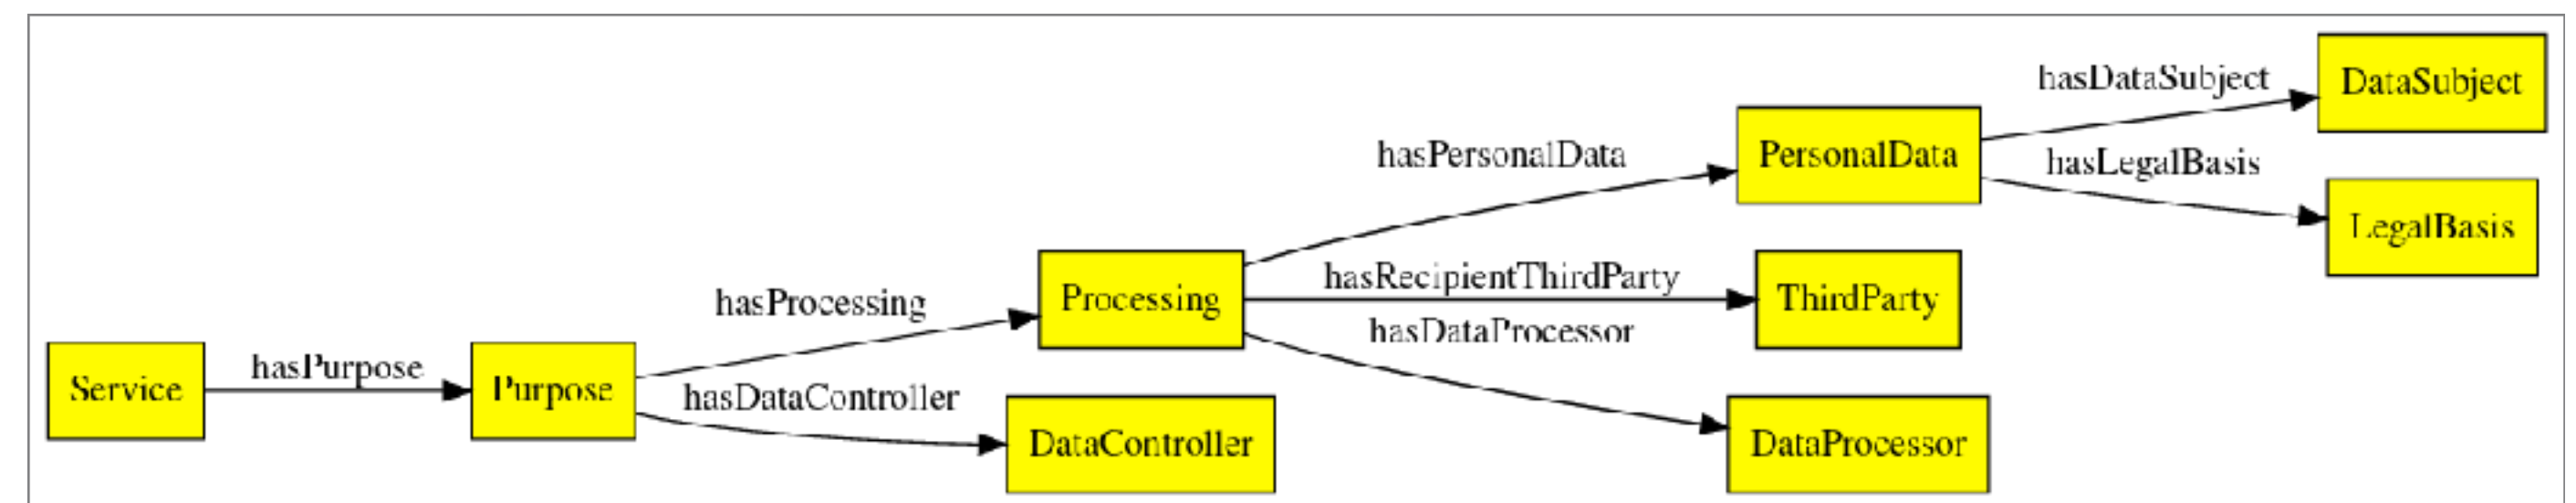 Service
hasPurpose
Purpose
hasProcessing
hasDataController
Processing
DataController
hasPersonalData
hasRecipientThirdParty
hasDataProcessor
PersonalData
ThirdParty
DataProcessor
hasDataSubject
hasLegalBasis
DataSubject
LegalBasis